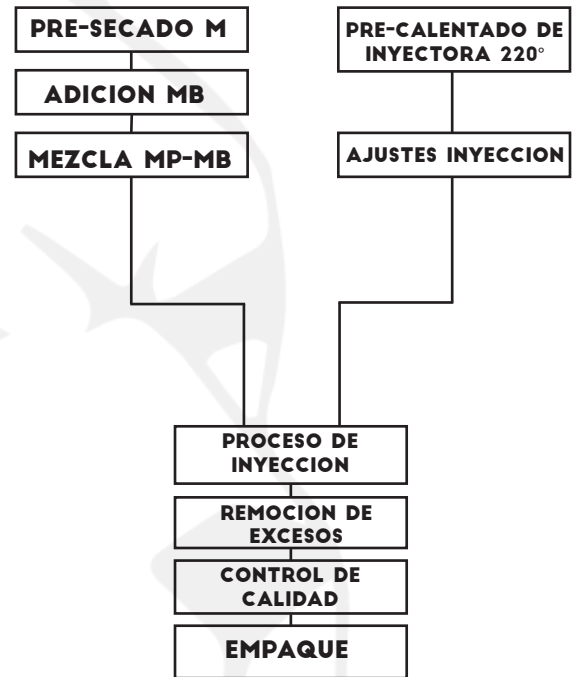 PRE-SECADO M
ADICION MB
MEZCLA MP-MB
PRE-CALENTADO DE
INYECTORA 220°
AJUSTES INYECCION
PROCESO DE
INYECCION
REMOCION DE
EXCESOS
CONTROL DE
CALIDAD
EMPAQUE